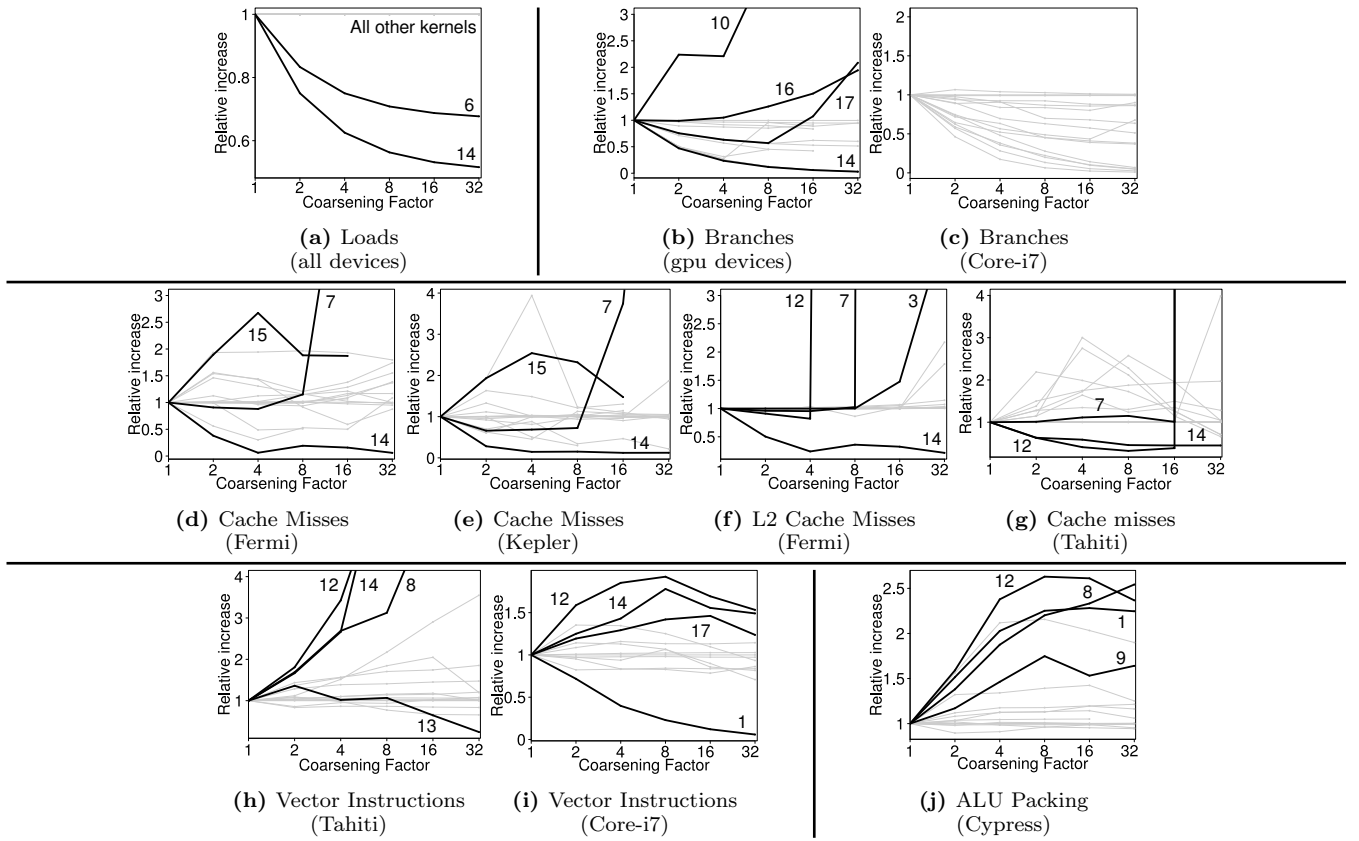 Relative increase
1
0.8
0.6
All other kernels
6
14
1 2 4 8 16 32
Coarsening Factor
(a) Loads
(all devices)
Relative increase
3
2.5
2
1.5
1
0.5
0
10
16
17
14
1 2 4 8 16 32
Coarsening Factor
(b) Branches
(gpu devices)
Relative increase
2
1.5
1
0.5
0
1 2 4 8 16 32
Coarsening Factor
(c) Branches
(Core-i7)
Relative increase
3
2.5
2
1.5
1
0.5
0
7
15
14
1 2 4 8 16 32
Coarsening Factor
(d) Cache Misses
(Fermi)
Relative increase
4
3
2
1
0
7
15
14
1 2 4 8 16 32
Coarsening Factor
(e) Cache Misses
(Kepler)
Relative increase
3
2.5
2
1.5
1
0.5
12 7 3
14
1 2 4 8 16 32
Coarsening Factor
(f) L2 Cache Misses
(Fermi)
Relative increase
4
3
2
1
0
7
12
14
1 2 4 8 16 32
Coarsening Factor
(g) Cache misses
(Tahiti)
Relative increase
4
3
2
1
12 14 8
13
1 2 4 8 16 32
Coarsening Factor
(h) Vector Instructions
(Tahiti)
Relative increase
1.5
1
0.5
0
12
14
17
1
1 2 4 8 16 32
Coarsening Factor
(i) Vector Instructions
(Core-i7)
Relative increase
2.5
2
1.5
1
12
8
1
9
1 2 4 8 16 32
Coarsening Factor
(j) ALU Packing
(Cypress)